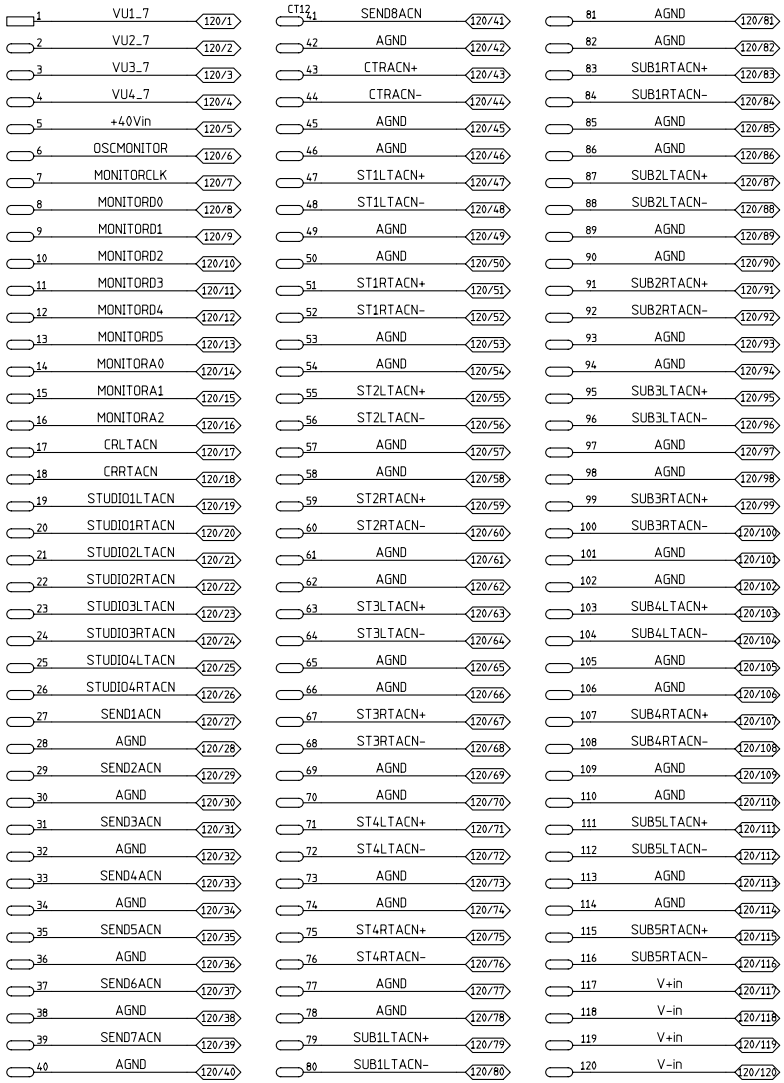 1 VU1_7 120/1
2 VU2_7 120/2
3 VU3_7 120/3
4 VU4_7 120/4
5 +40Vin 120/5
6 OSCMONITOR 120/6
7 MONITORCLK 120/7
8 MONITORD0 120/8
9 MONITORD1 120/9
10 MONITORD2 120/10
11 MONITORD3 120/11
12 MONITORD4 120/12
13 MONITORD5 120/13
14 MONITORA0 120/14
15 MONITORA1 120/15
16 MONITORA2 120/16
17 CRLTACN 120/17
18 CRRTACN 120/18
19 STUDIO1LTACN 120/19
20 STUDIO1RTACN 120/20
21 STUDIO2LTACN 120/21
22 STUDIO2RTACN 120/22
23 STUDIO3LTACN 120/23
24 STUDIO3RTACN 120/24
25 STUDIO4LTACN 120/25
26 STUDIO4RTACN 120/26
27 SEND1ACN 120/27
28 AGND 120/28
29 SEND2ACN 120/29
30 AGND 120/30
31 SEND3ACN 120/31
32 AGND 120/32
33 SEND4ACN 120/33
34 AGND 120/34
35 SEND5ACN 120/35
36 AGND 120/36
37 SEND6ACN 120/37
38 AGND 120/38
39 SEND7ACN 120/39
40 AGND 120/40
CT12
41 SEND8ACN 120/41
42 AGND 120/42
43 CTRACN+ 120/43
44 CTRACN- 120/44
45 AGND 120/45
46 AGND 120/46
47 ST1LTACN+ 120/47
48 ST1LTACN- 120/48
49 AGND 120/49
50 AGND 120/50
51 ST1RTACN+ 120/51
52 ST1RTACN- 120/52
53 AGND 120/53
54 AGND 120/54
55 ST2LTACN+ 120/55
56 ST2LTACN- 120/56
57 AGND 120/57
58 AGND 120/58
59 ST2RTACN+ 120/59
60 ST2RTACN- 120/60
61 AGND 120/61
62 AGND 120/62
63 ST3LTACN+ 120/63
64 ST3LTACN- 120/64
65 AGND 120/65
66 AGND 120/66
67 ST3RTACN+ 120/67
68 ST3RTACN- 120/68
69 AGND 120/69
70 AGND 120/70
71 ST4LTACN+ 120/71
72 ST4LTACN- 120/72
73 AGND 120/73
74 AGND 120/74
75 ST4RTACN+ 120/75
76 ST4RTACN- 120/76
77 AGND 120/77
78 AGND 120/78
79 SUB1LTACN+ 120/79
80 SUB1LTACN- 120/80
81 AGND 120/81
82 AGND 120/82
83 SUB1RTACN+ 120/83
84 SUB1RTACN- 120/84
85 AGND 120/85
86 AGND 120/86
87 SUB2LTACN+ 120/87
88 SUB2LTACN- 120/88
89 AGND 120/89
90 AGND 120/90
91 SUB2RTACN+ 120/91
92 SUB2RTACN- 120/92
93 AGND 120/93
94 AGND 120/94
95 SUB3LTACN+ 120/95
96 SUB3LTACN- 120/96
97 AGND 120/97
98 AGND 120/98
99 SUB3RTACN+ 120/99
100 SUB3RTACN- 120/100
101 AGND 120/101
102 AGND 120/102
103 SUB4LTACN+ 120/103
104 SUB4LTACN- 120/104
105 AGND 120/105
106 AGND 120/106
107 SUB4RTACN+ 120/107
108 SUB4RTACN- 120/108
109 AGND 120/109
110 AGND 120/110
111 SUB5LTACN+ 120/111
112 SUB5LTACN- 120/112
113 AGND 120/113
114 AGND 120/114
115 SUB5RTACN+ 120/115
116 SUB5RTACN- 120/116
117 V+in 120/117
118 V-in 120/118
119 V+in 120/119
120 V-in 120/120